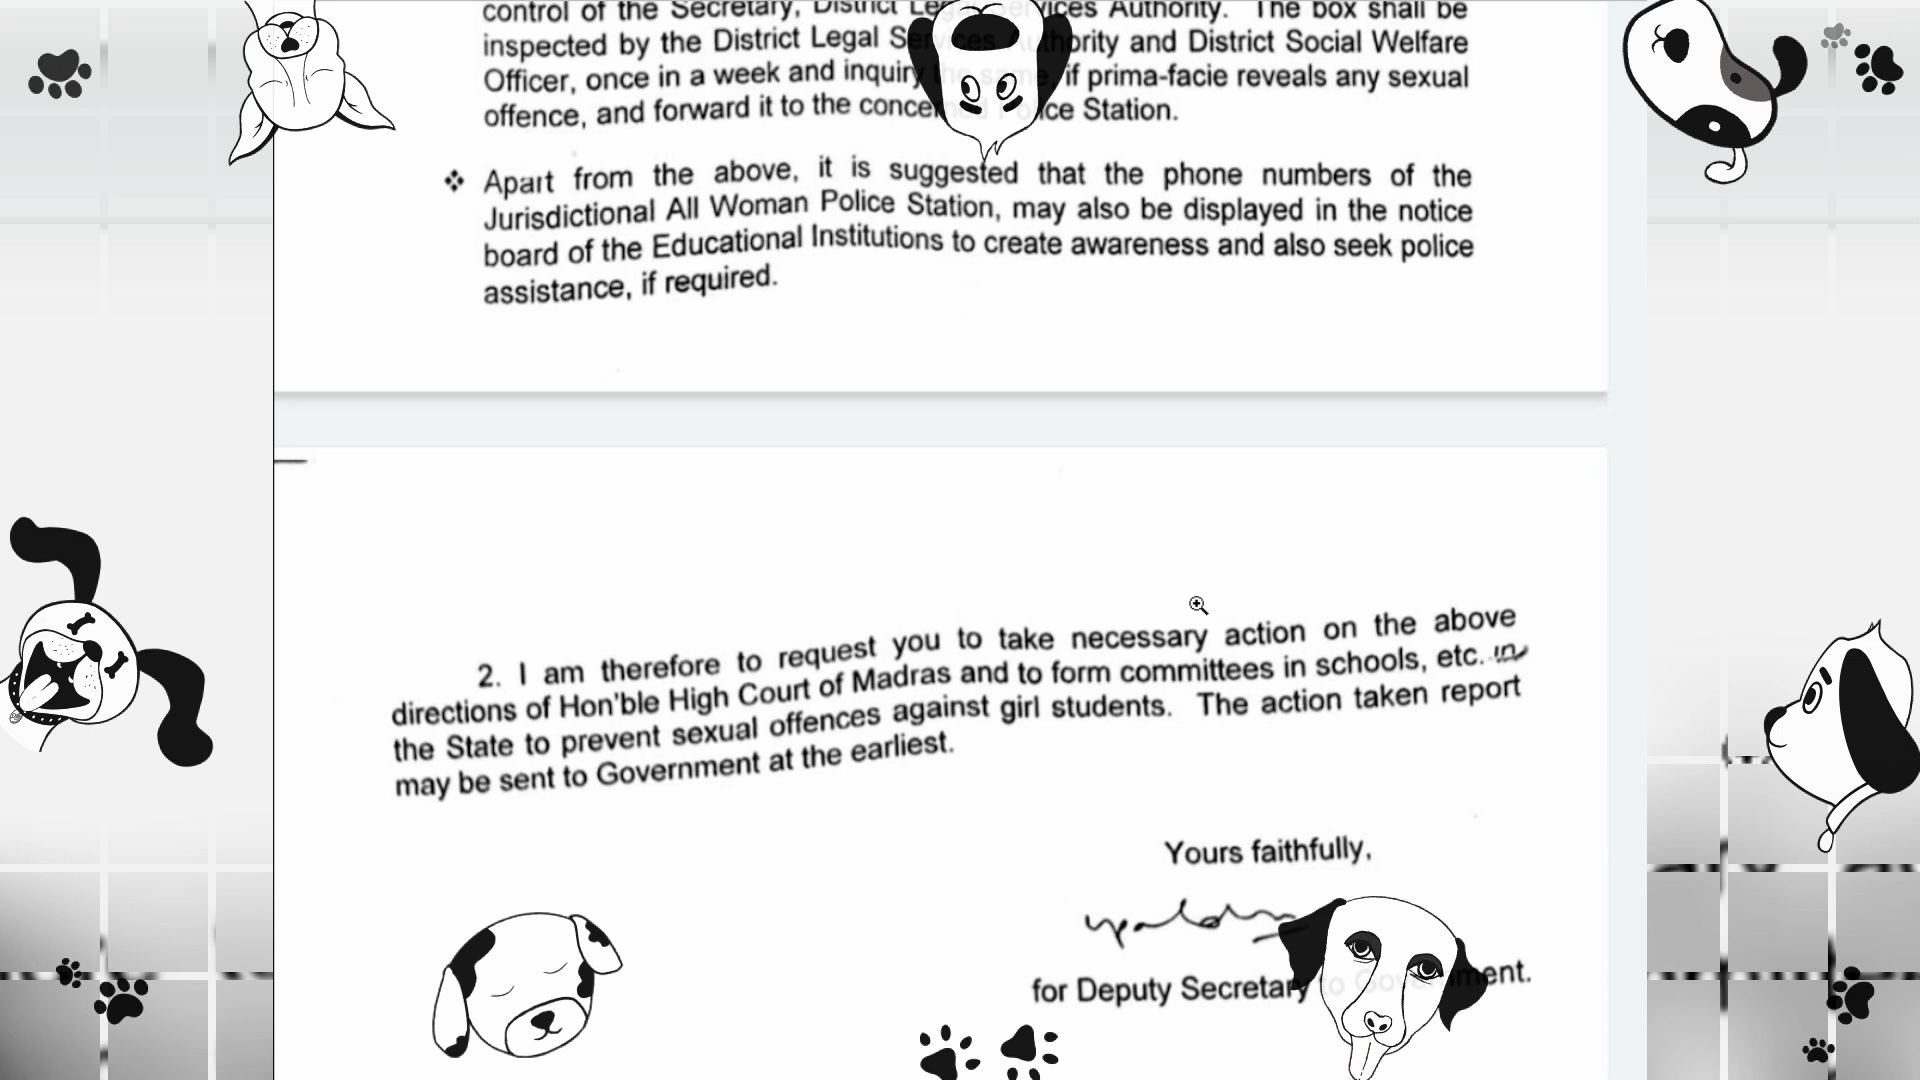 control of the Secretary, District Legal Services Authority. The box shall be
inspected by the District Legal Services Authority and District Social Welfare
Officer, once in a week and inquiry the same, if prima-facie reveals any sexual
offence, and forward it to the concerned Police Station.
❖ Apart from the above, it is suggested that the phone numbers of the
Jurisdictional All Woman Police Station, may also be displayed in the notice
board of the Educational Institutions to create awareness and also seek police
assistance, if required.
2. I am therefore to request you to take necessary action on the above
directions of Hon'ble High Court of Madras and to form committees in schools, etc. in
the State to prevent sexual offences against girl students. The action taken report
may be sent to Government at the earliest.
Yours faithfully,
for Deputy Secretary to Government.